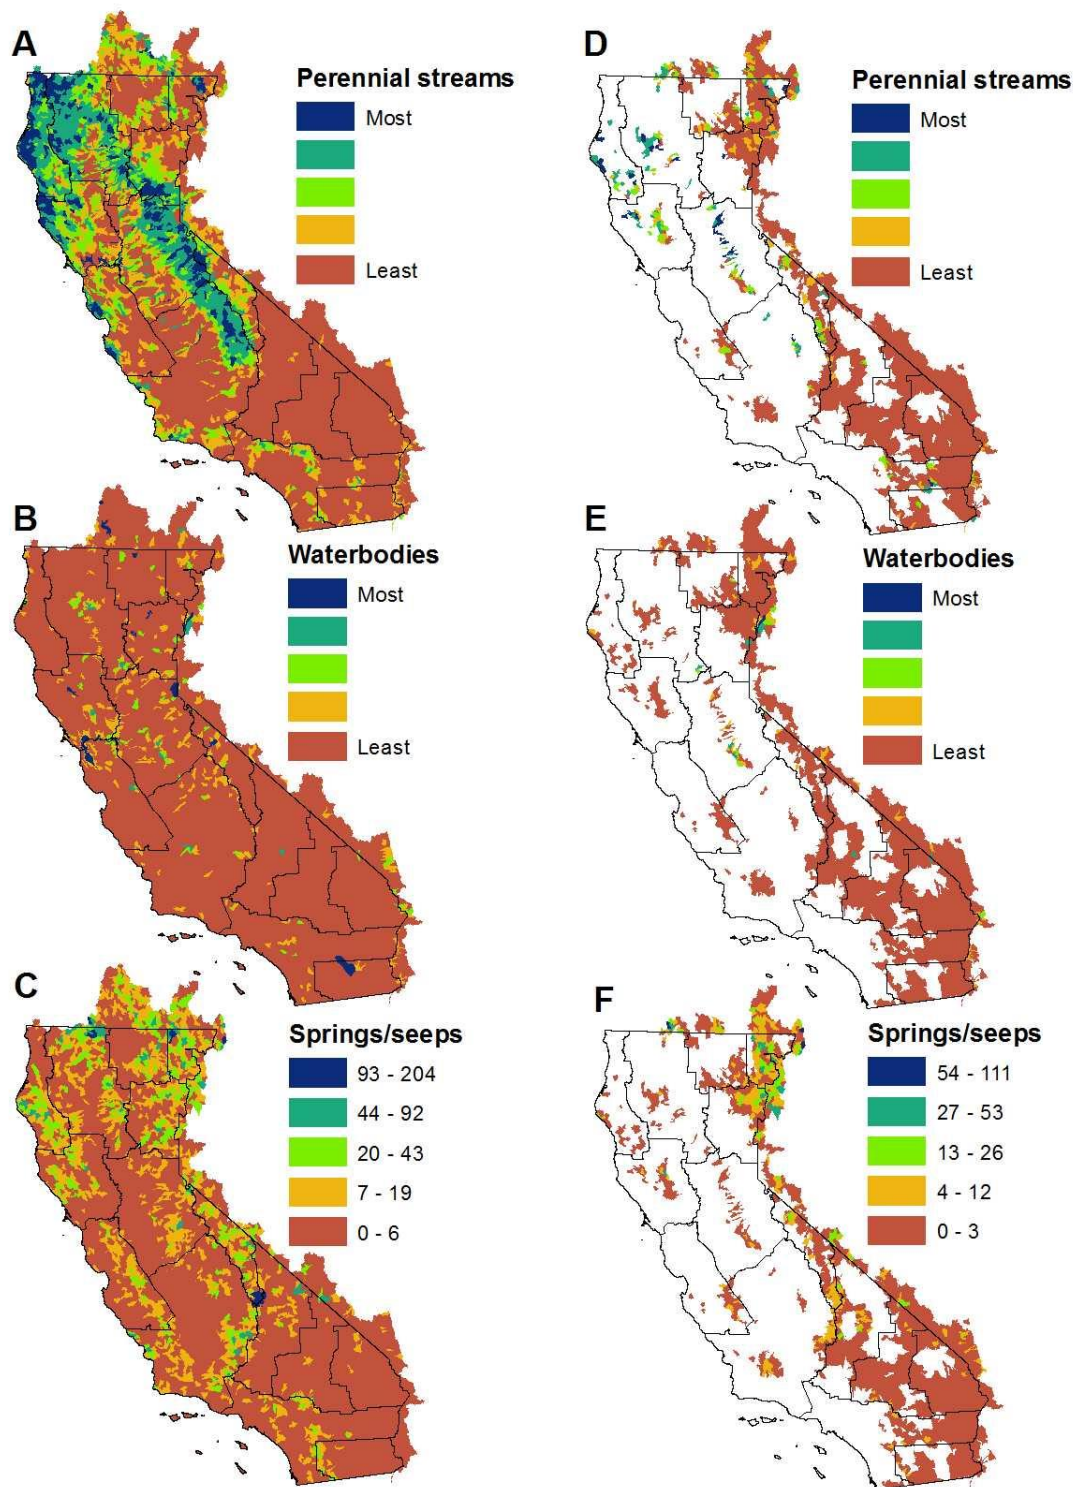 A
Perennial streams
Most
Least
B
Waterbodies
Most
Least
C
Springs/seeps
93 - 204
44 - 92
20 - 43
7 - 19
0 - 6
D
Perennial streams
Most
Least
E
Waterbodies
Most
Least
F
Springs/seeps
54 - 111
27 - 53
13 - 26
4 - 12
0 - 3